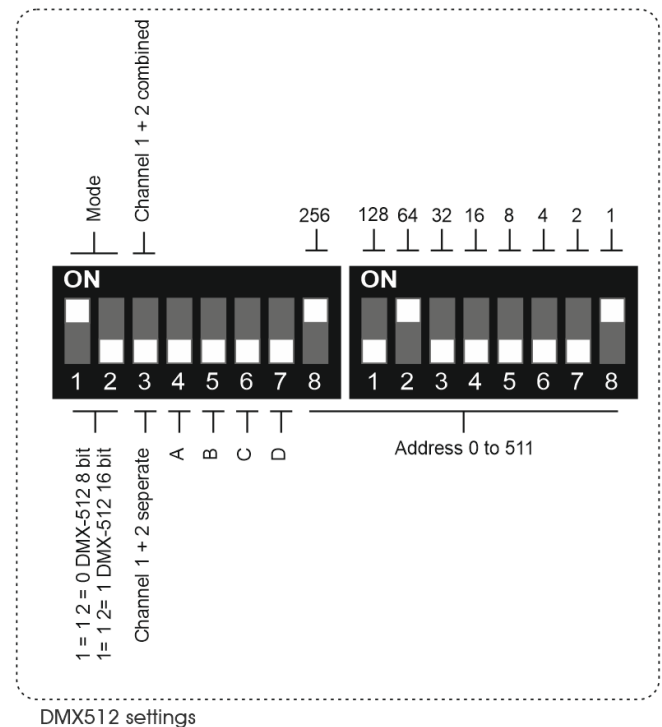 Mode
Channel 1 + 2 combined
256 128 64 32 16 8 4 2 1
ON ON
1 2 3 4 5 6 7 8 1 2 3 4 5 6 7 8
1 = 1 2 = 0 DMX-512 8 bit
1= 1 2= 1 DMX-512 16 bit
Channel 1 + 2 seperate
A
B
C
D
Address 0 to 511
DMX512 settings